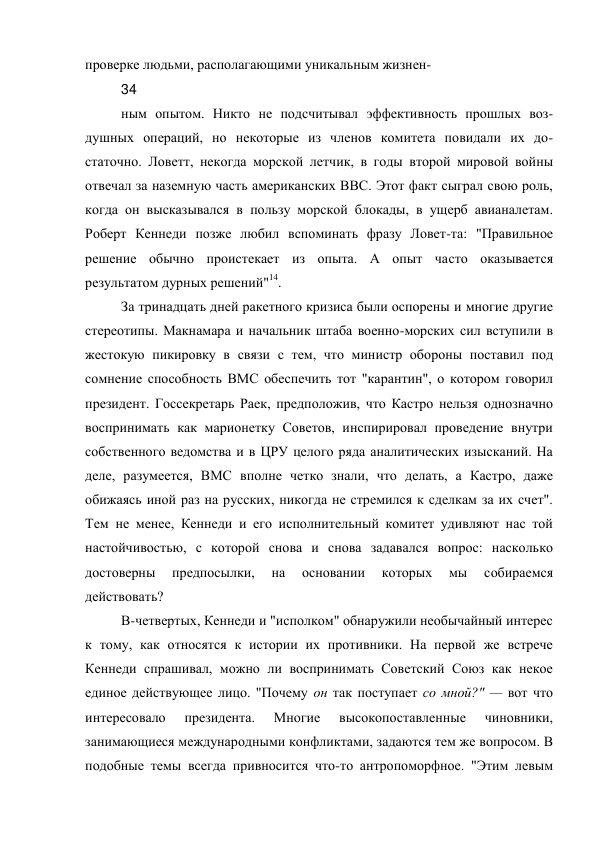 проверке людьми, располагающими уникальным жизнен-
34
ным опытом. Никто не подсчитывал эффективность прошлых воз-
душных операций, но некоторые из членов комитета повидали их до-
статочно. Ловетт, некогда морской летчик, в годы второй мировой войны
отвечал за наземную часть американских ВВС. Этот факт сыграл свою роль,
когда он высказывался в пользу морской блокады, в ущерб авианалетам.
Роберт Кеннеди позже любил вспоминать фразу Ловет-та: "Правильное
решение обычно проистекает из опыта. А опыт часто оказывается
результатом дурных решений"14.
За тринадцать дней ракетного кризиса были оспорены и многие другие
стереотипы. Макнамара и начальник штаба военно-морских сил вступили в
жестокую пикировку в связи с тем, что министр обороны поставил под
сомнение способность ВМС обеспечить тот "карантин", о котором говорил
президент. Госсекретарь Раек, предположив, что Кастро нельзя однозначно
воспринимать как марионетку Советов, инспирировал проведение внутри
собственного ведомства и в ЦРУ целого ряда аналитических изысканий. На
деле, разумеется, ВМС вполне четко знали, что делать, а Кастро, даже
обижаясь иной раз на русских, никогда не стремился к сделкам за их счет".
Тем не менее, Кеннеди и его исполнительный комитет удивляют нас той
настойчивостью, с которой снова и снова задавался вопрос: насколько
достоверны предпосылки, на основании которых мы собираемся
действовать?
В-четвертых, Кеннеди и "исполком" обнаружили необычайный интерес
к тому, как относятся к истории их противники. На первой же встрече
Кеннеди спрашивал, можно ли воспринимать Советский Союз как некое
единое действующее лицо. "Почему он так поступает со мной?" — вот что
интересовало президента. Многие высокопоставленные чиновники,
занимающиеся международными конфликтами, задаются тем же вопросом. В
подобные темы всегда привносится что-то антропоморфное. "Этим левым